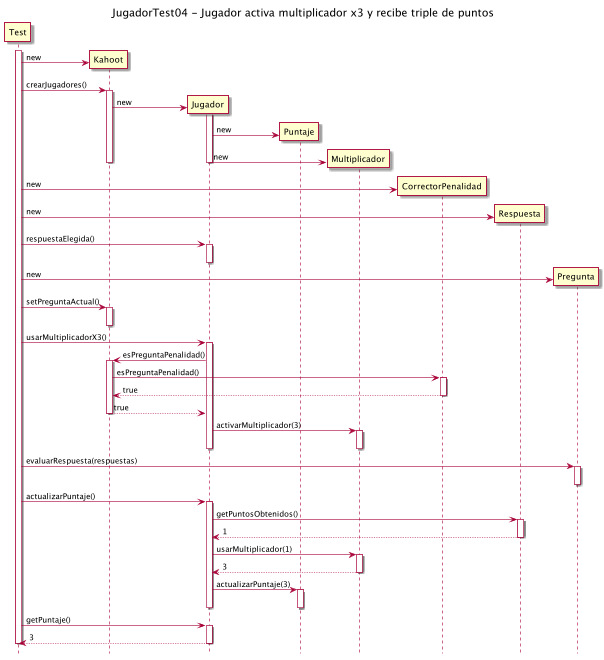 JugadorTest04 - Jugador activa multiplicador x3 y recibe triple de puntos
Test
new
Kahoot
crearJugadores()
new
Jugador
new
Puntaje
new
Multiplicador
new
CorrectorPenalidad
new
Respuesta
respuestaElegida()
new
Pregunta
setPreguntaActual()
usarMultiplicadorX3()
esPreguntaPenalidad()
esPreguntaPenalidad()
true
true
activarMultiplicador(3)
evaluarRespuesta(respuestas)
actualizarPuntaje()
getPuntosObtenidos()
1
usarMultiplicador(1)
3
actualizarPuntaje(3)
getPuntaje()
3